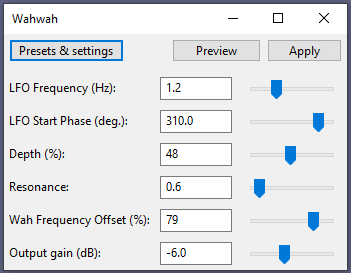 Wahwah
Presets & settings Preview Apply
LFO Frequency (Hz): 1.2
LFO Start Phase (deg.): 310.0
Depth (%): 48
Resonance: 0.6
Wah Frequency Offset (%): 79
Output gain (dB): -6.0